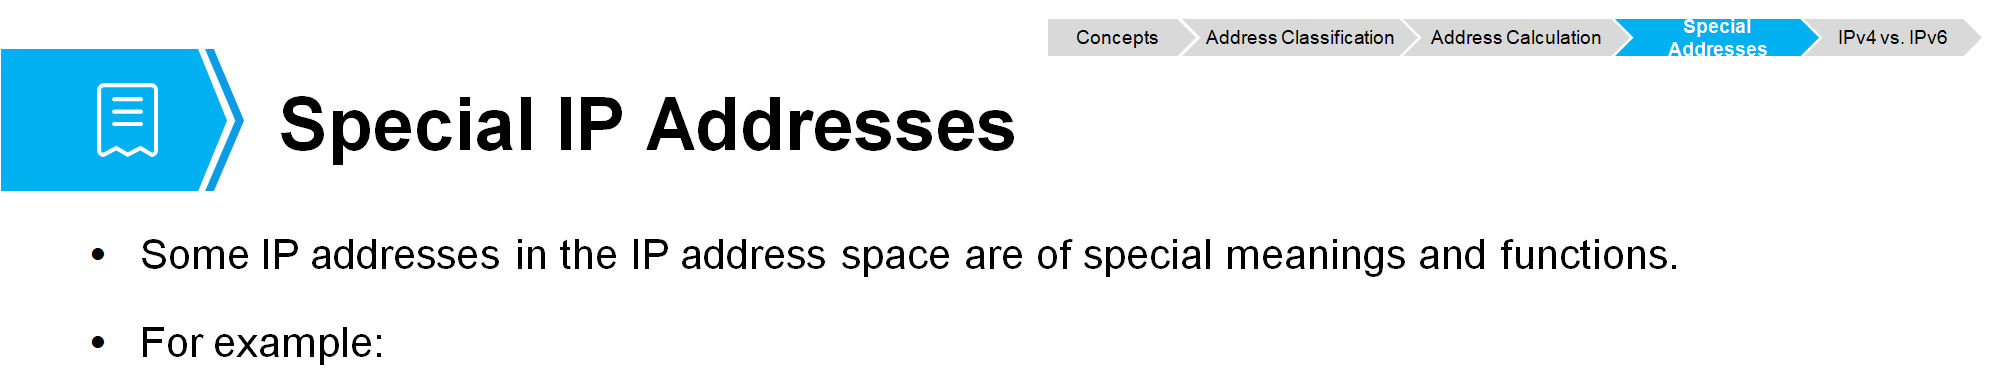 Concepts
Address Classification
Address Calculation
Special
Addresses
IPv4 vs. IPv6
Special IP Addresses
• Some IP addresses in the IP address space are of special meanings and functions.
• For example: